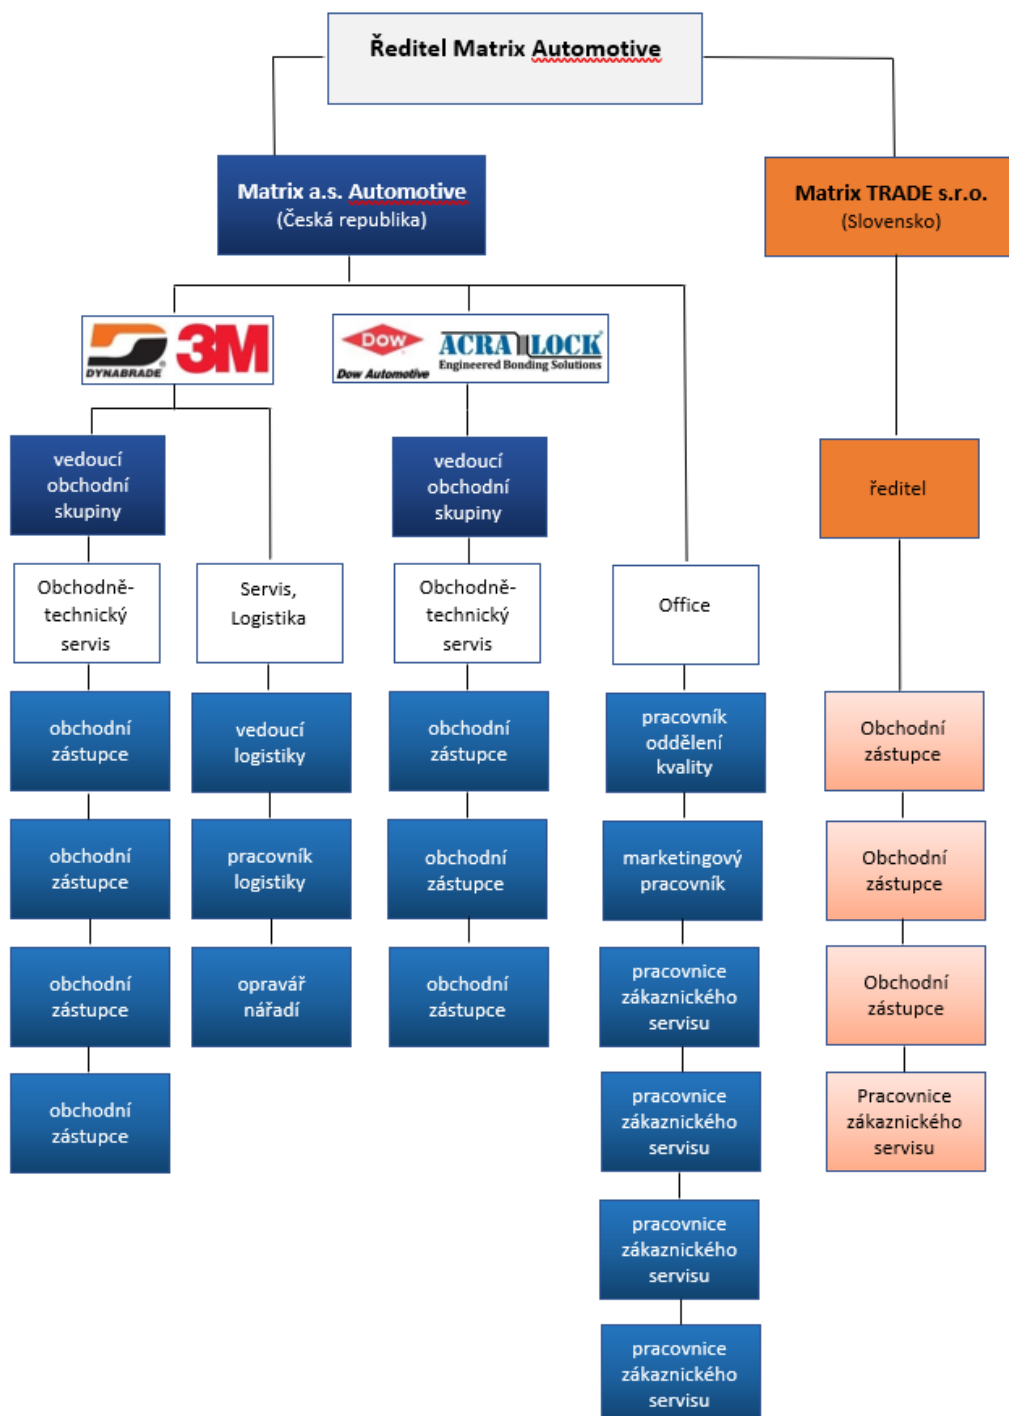 Ředitel Matrix Automotive
Matrix a.s. Automotive
(Česká republika)
Matrix TRADE s.r.o.
(Slovensko)
DYNABRADE
3M
DOW
Dow Automotive
ACRALOCK
Engineered Bonding Solutions
vedoucí
obchodní
skupiny
vedoucí
obchodní
skupiny
ředitel
Obchodně-
technický
servis
Servis,
Logistika
Obchodně-
technický
servis
Office
obchodní
zástupce
vedoucí
logistiky
obchodní
zástupce
pracovník
oddělení
kvality
Obchodní
zástupce
obchodní
zástupce
pracovník
logistiky
obchodní
zástupce
marketingový
pracovník
Obchodní
zástupce
obchodní
zástupce
opravář
nářadí
obchodní
zástupce
pracovnice
zákaznického
servisu
Obchodní
zástupce
obchodní
zástupce
pracovnice
zákaznického
servisu
Pracovnice
zákaznického
servisu
pracovnice
zákaznického
servisu
pracovnice
zákaznického
servisu